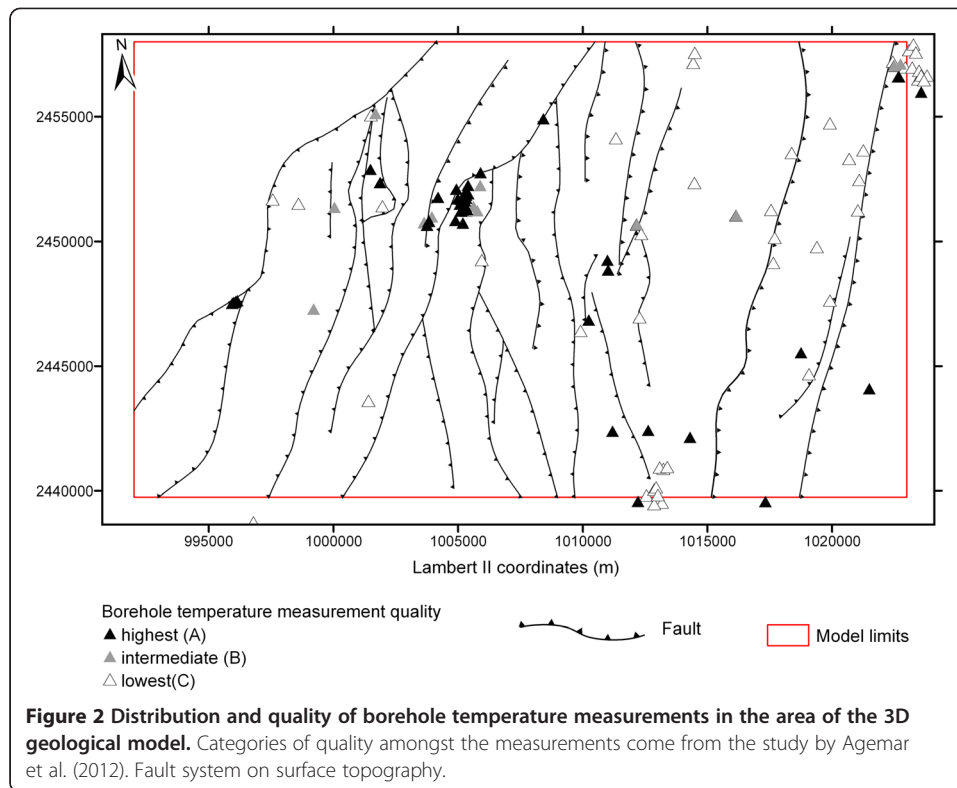 N
2455000
2450000
2445000
2440000
995000 1000000 1005000 1010000 1015000 1020000
Lambert II coordinates (m)
Borehole temperature measurement quality
highest (A)
intermediate (B)
lowest(C)
Fault
Model limits
Figure 2 Distribution and quality of borehole temperature measurements in the area of the 3D
geological model. Categories of quality amongst the measurements come from the study by Agemar
et al. (2012). Fault system on surface topography.